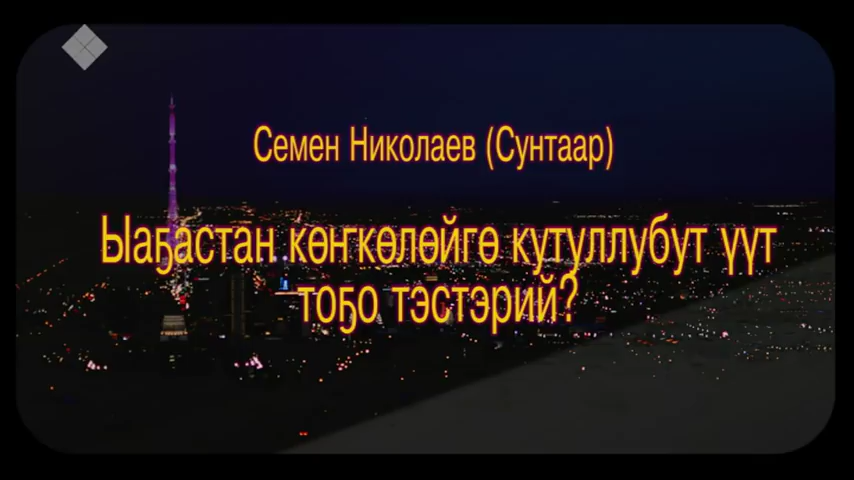 Семен Николаев (Сунтаар)
Ыаҕастан көҥкөлөйгө кутуллубут үүт
тоҕо тэстэрий?